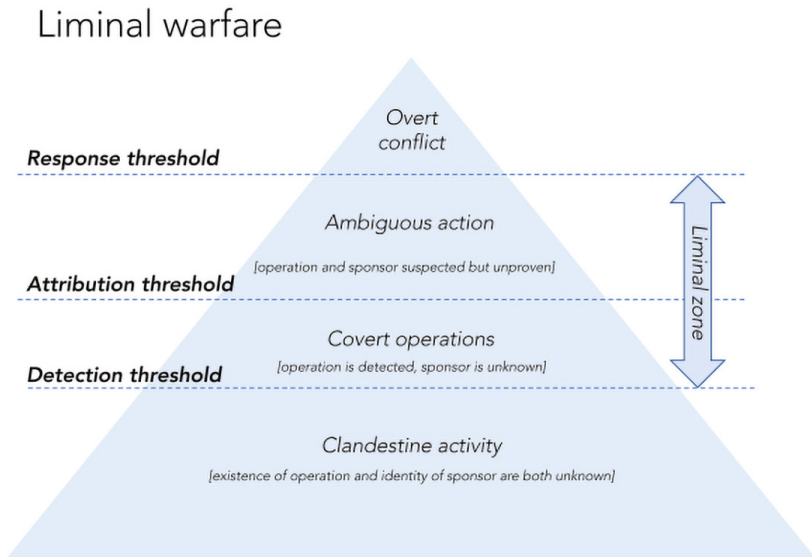 Liminal warfare
Overt
conflict
Response threshold
Ambiguous action
[operation and sponsor suspected but unproven]
Attribution threshold
Liminal zone
Covert operations
[operation is detected, sponsor is unknown]
Detection threshold
Clandestine activity
[existence of operation and identity of sponsor are both unknown]